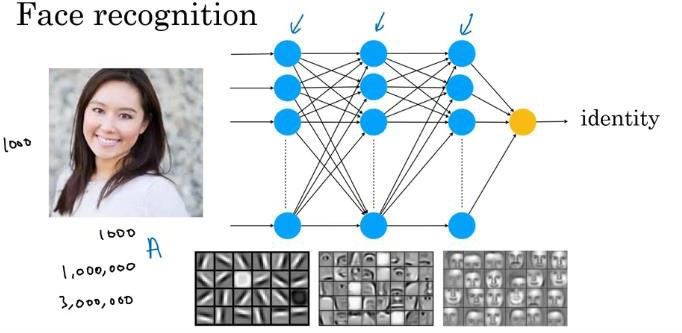 Face recognition
identity
1000
1000
A
1,000,000
3,000,000